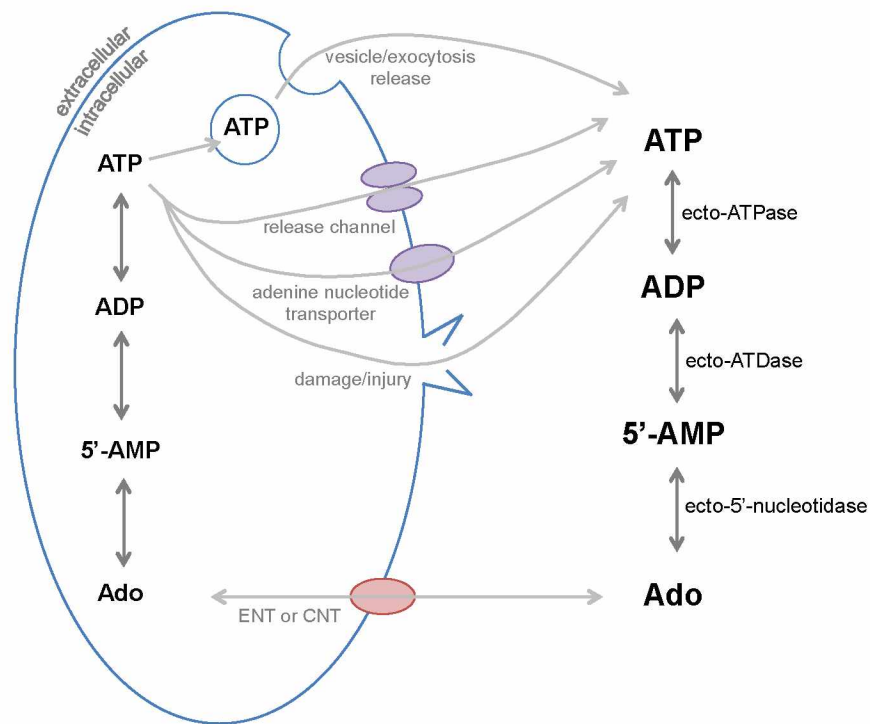 extracellular
intracellular
vesicle/exocytosis
release
ATP
ATP
ATP
ecto-ATPase
release channel
adenine nucleotide
transporter
ADP
ADP
ecto-ATDase
damage/injury
5’-AMP
5’-AMP
ecto-5’-nucleotidase
Ado
Ado
ENT or CNT